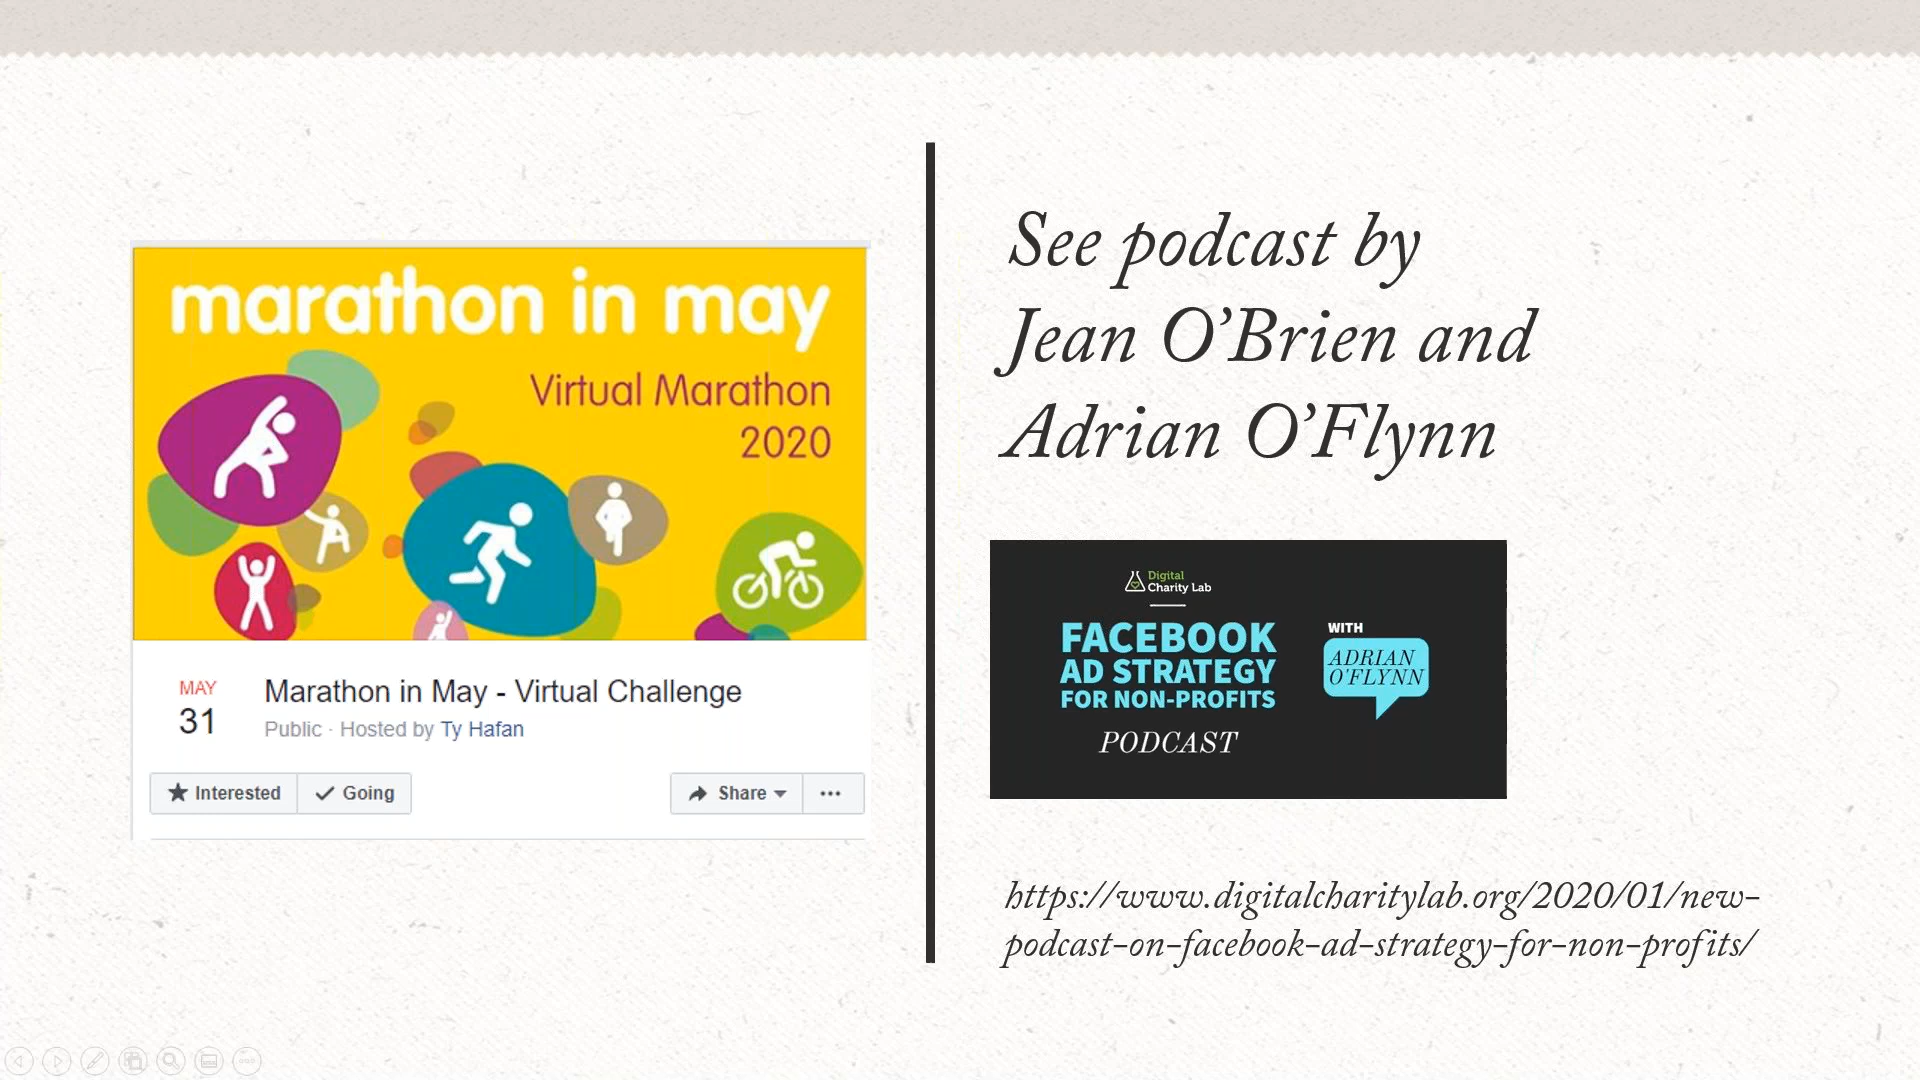 marathon in may
Virtual Marathon
2020
MAY
31
Marathon in May - Virtual Challenge
Public · Hosted by Ty Hafan
Interested
Going
Share
See podcast by
Jean O’Brien and
Adrian O’Flynn
Digital
Charity Lab
FACEBOOK
AD STRATEGY
FOR NON-PROFITS
PODCAST
WITH
ADRIAN
O'FLYNN
https://www.digitalcharitylab.org/2020/01/new-
podcast-on-facebook-ad-strategy-for-non-profits/